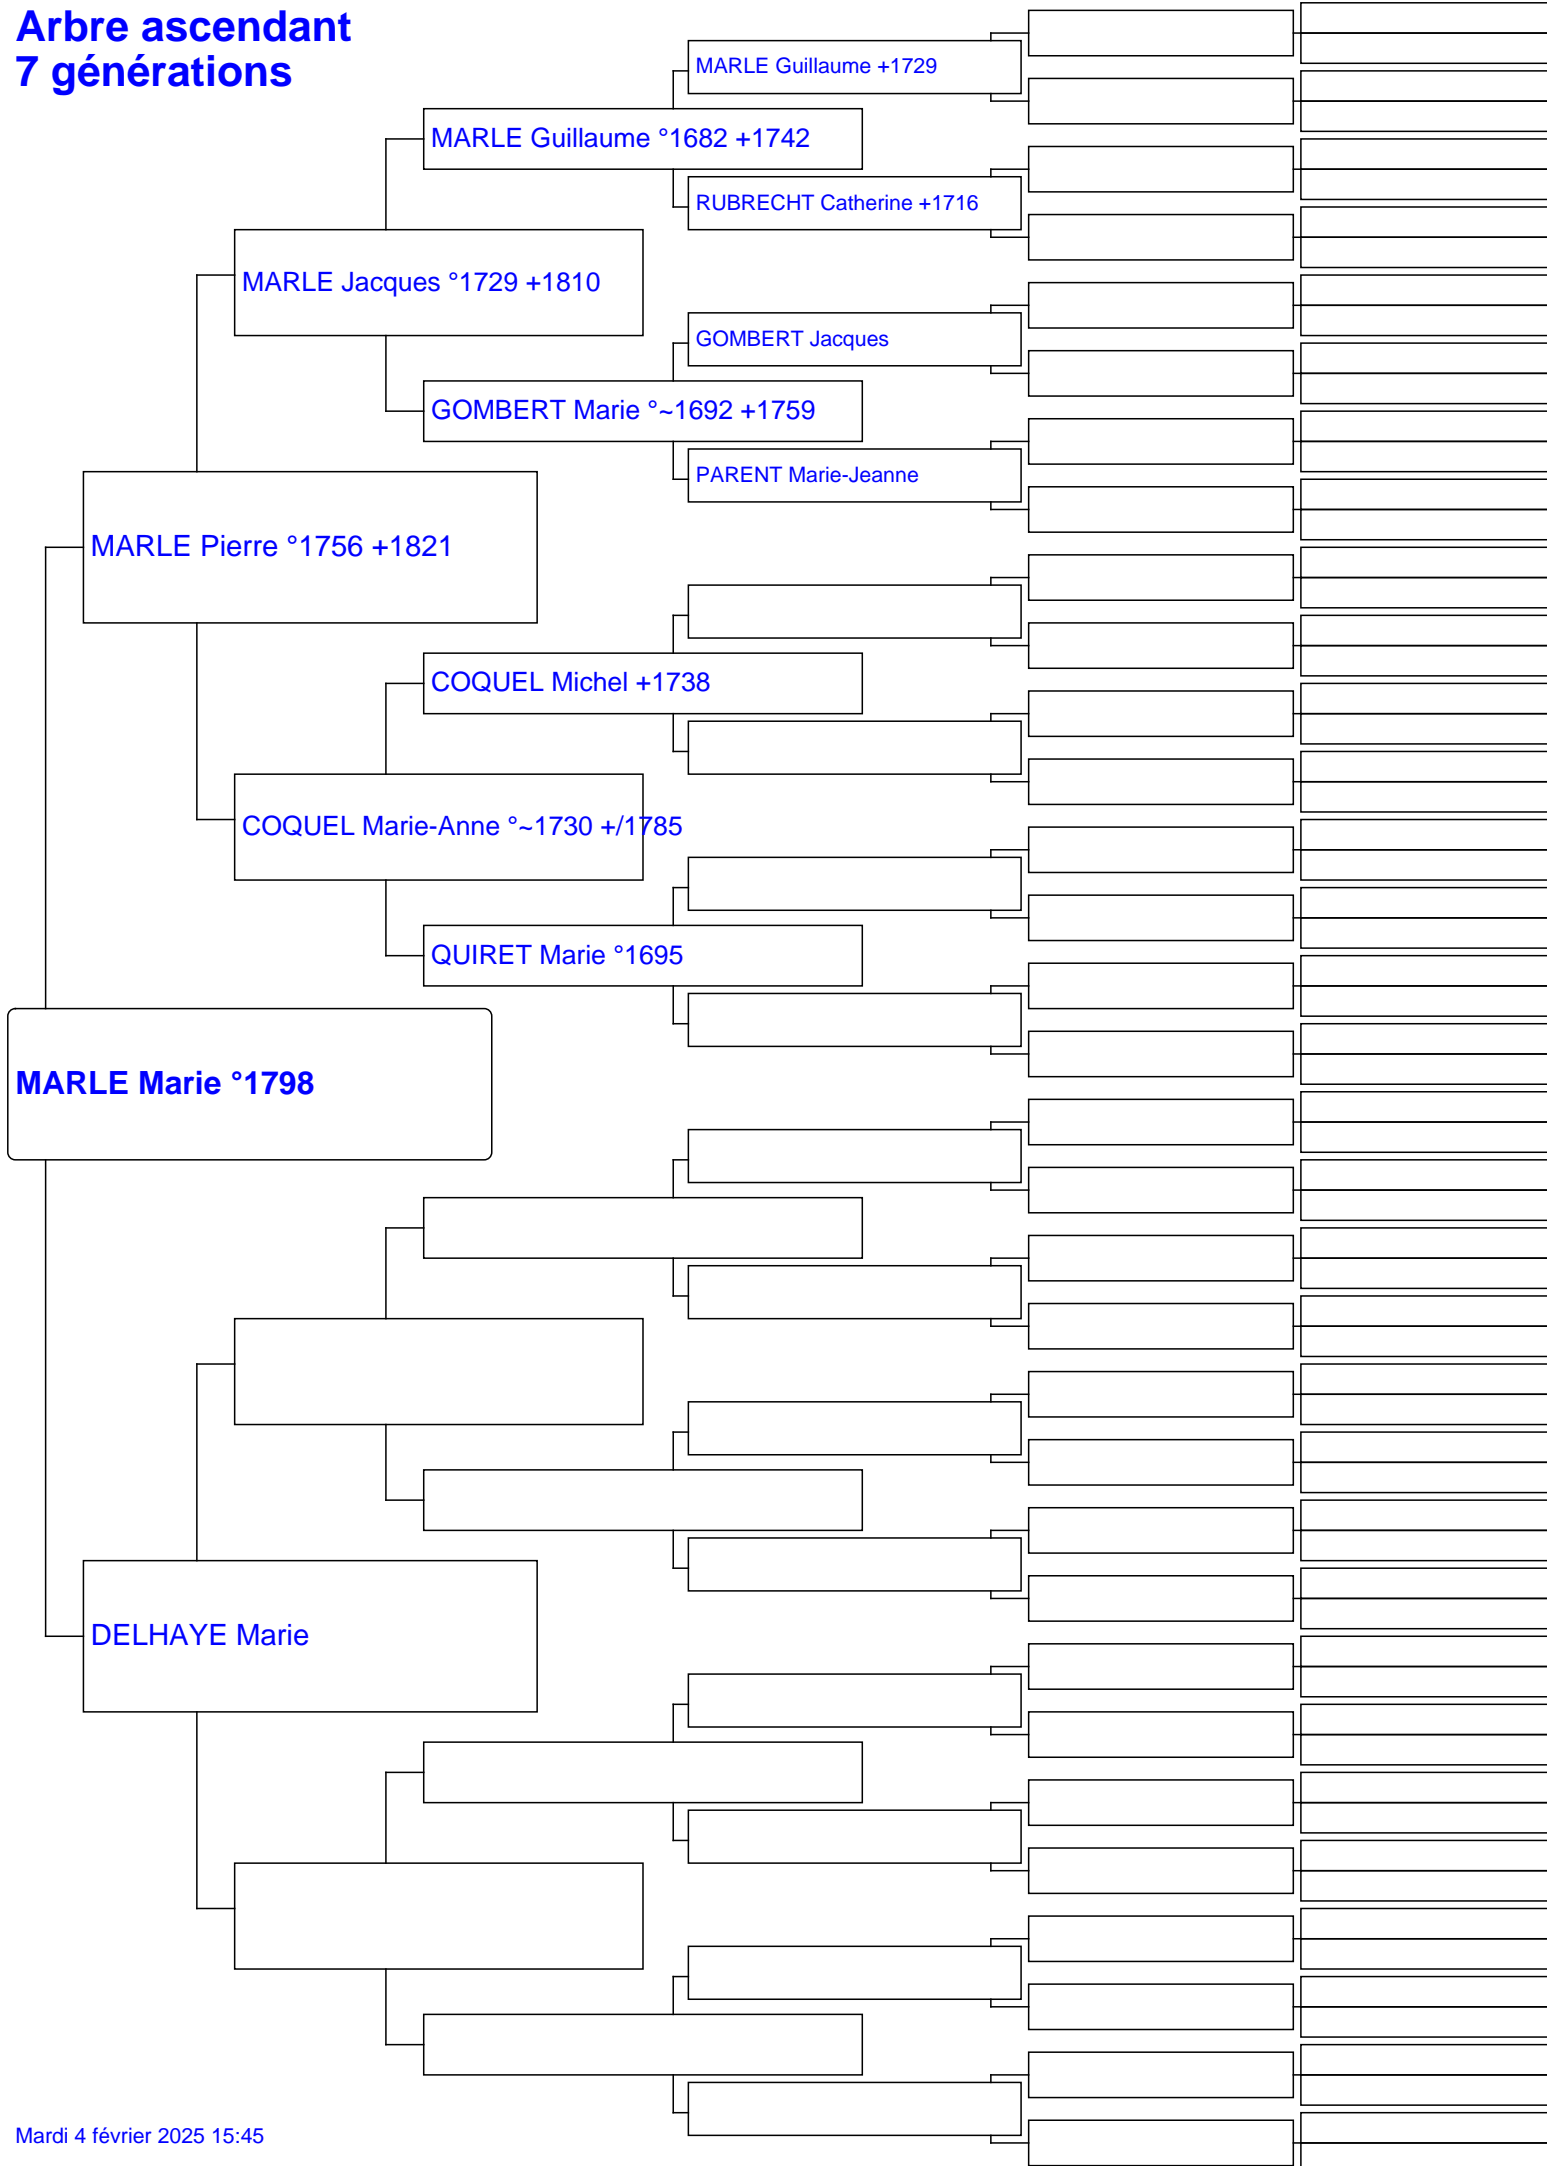 Arbre ascendant
7 générations
MARLE Guillaume +1729
MARLE Guillaume °1682 +1742
RUBRECHT Catherine +1716
MARLE Jacques °1729 +1810
GOMBERT Jacques
GOMBERT Marie °~1692 +1759
PARENT Marie-Jeanne
MARLE Pierre °1756 +1821
COQUEL Michel +1738
COQUEL Marie-Anne °~1730 +/1785
QUIRET Marie °1695
MARLE Marie °1798
DELHAYE Marie
Mardi 4 février 2025 15:45